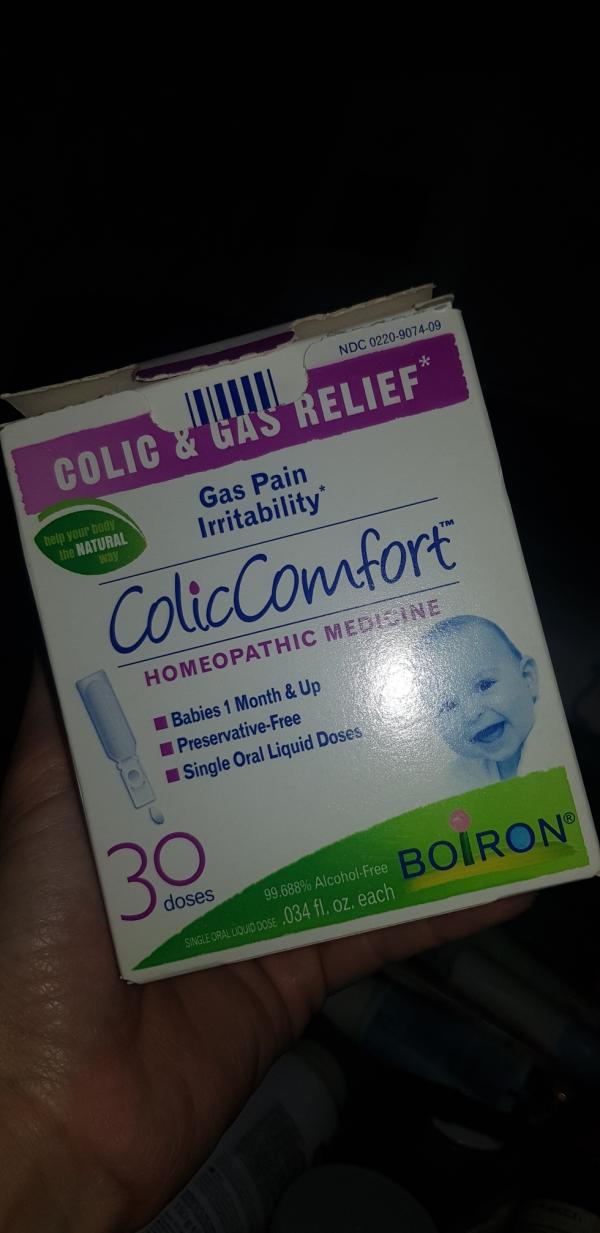 NDC 0220-9074-09
COLIC & GAS RELIEF*
Gas Pain
Irritability*
help your body
the NATURAL
way
ColicComfort™
HOMEOPATHIC MEDICINE
Babies 1 Month & Up
Preservative-Free
Single Oral Liquid Doses
30
doses
99.688% Alcohol-Free
SINGLE ORAL LIQUID DOSE .034 fl. oz. each
BOIRON®